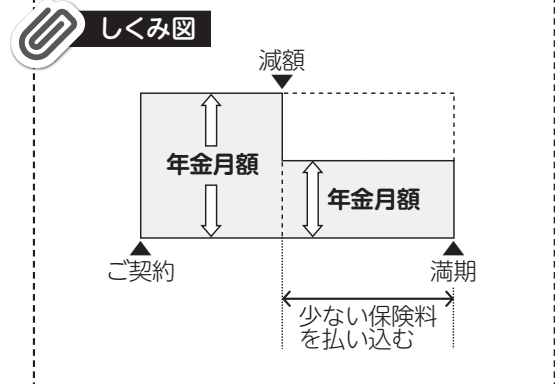 しくみ図
減額
年金月額
年金月額
ご契約
満期
少ない保険料
を払い込む